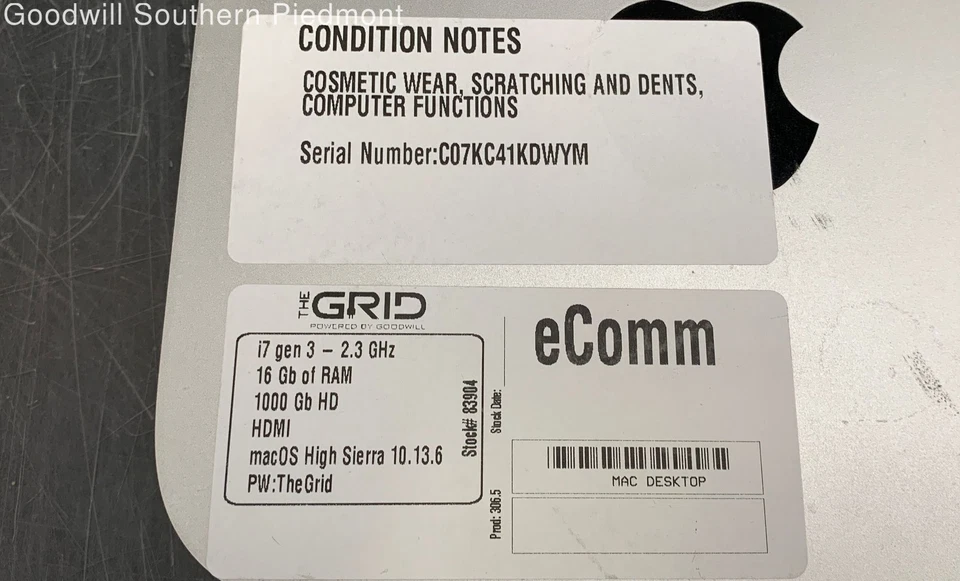 Goodwill Southern Piedmont
CONDITION NOTES
COSMETIC WEAR, SCRATCHING AND DENTS,
COMPUTER FUNCTIONS
Serial Number:C07KC41KDWYM
THE GRID
POWERED BY GOODWILL
i7 gen 3 – 2.3 GHz
16 Gb of RAM
1000 Gb HD
HDMI
macOS High Sierra 10.13.6
PW:TheGrid
Stock# 83904
Stock Date:
Prod: 306.5
eComm
MAC DESKTOP